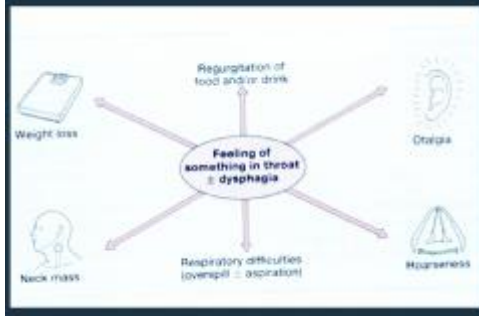 Regurgitation of
food and/or drink
Weight loss
Otalgia
Feeling of
something in throat
± dysphagia
Neck mass
Respiratory difficulties
(overspill ± aspiration)
Hoarseness